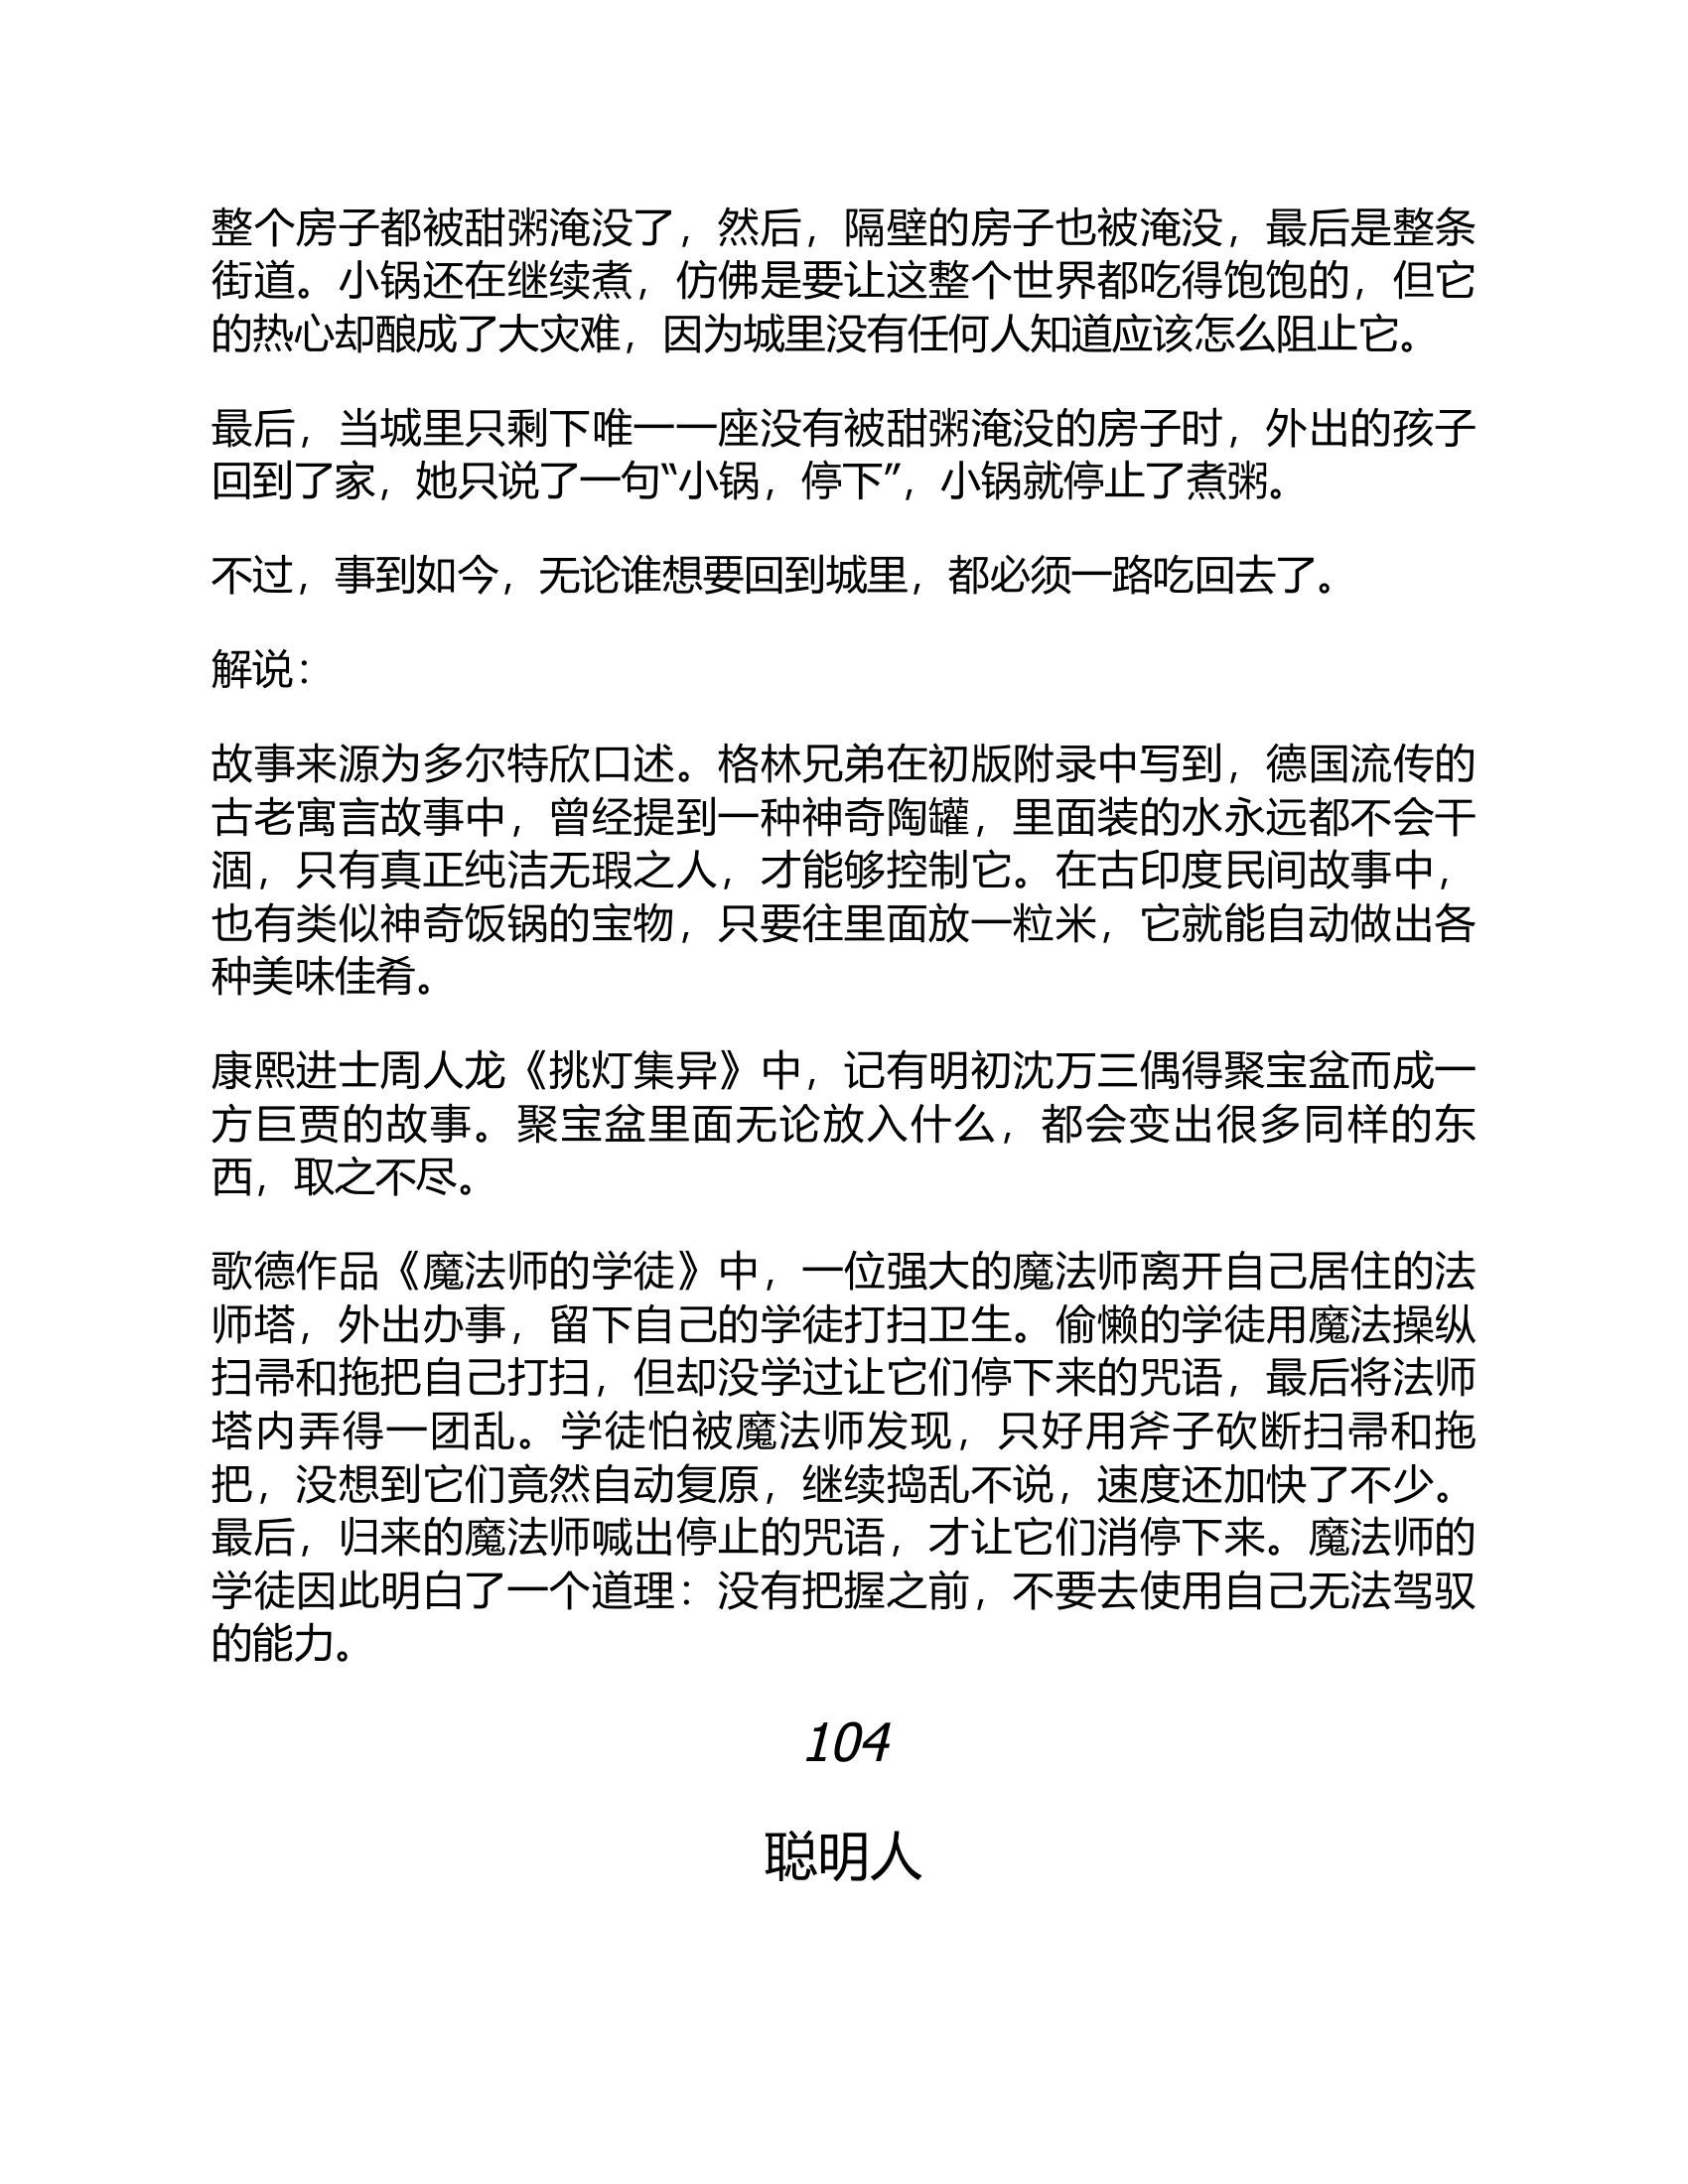 整个房子都被甜粥淹没了，然后，隔壁的房子也被淹没，最后是整条
街道。小锅还在继续煮，仿佛是要让这整个世界都吃得饱饱的，但它
的热心却酿成了大灾难，因为城里没有任何人知道应该怎么阻止它。
最后，当城里只剩下唯一一座没有被甜粥淹没的房子时，外出的孩子
回到了家，她只说了一句“小锅，停下”，小锅就停止了煮粥。
不过，事到如今，无论谁想要回到城里，都必须一路吃回去了。
解说：
故事来源为多尔特欣口述。格林兄弟在初版附录中写到，德国流传的
古老寓言故事中，曾经提到一种神奇陶罐，里面装的水永远都不会干
涸，只有真正纯洁无瑕之人，才能够控制它。在古印度民间故事中，
也有类似神奇饭锅的宝物，只要往里面放一粒米，它就能自动做出各
种美味佳肴。
康熙进士周人龙《挑灯集异》中，记有明初沈万三偶得聚宝盆而成一
方巨贾的故事。聚宝盆里面无论放入什么，都会变出很多同样的东
西，取之不尽。
歌德作品《魔法师的学徒》中，一位强大的魔法师离开自己居住的法
师塔，外出办事，留下自己的学徒打扫卫生。偷懒的学徒用魔法操纵
扫帚和拖把自己打扫，但却没学过让它们停下来的咒语，最后将法师
塔内弄得一团乱。学徒怕被魔法师发现，只好用斧子砍断扫帚和拖
把，没想到它们竟然自动复原，继续捣乱不说，速度还加快了不少。
最后，归来的魔法师喊出停止的咒语，才让它们消停下来。魔法师的
学徒因此明白了一个道理：没有把握之前，不要去使用自己无法驾驭
的能力。
104
聪明人